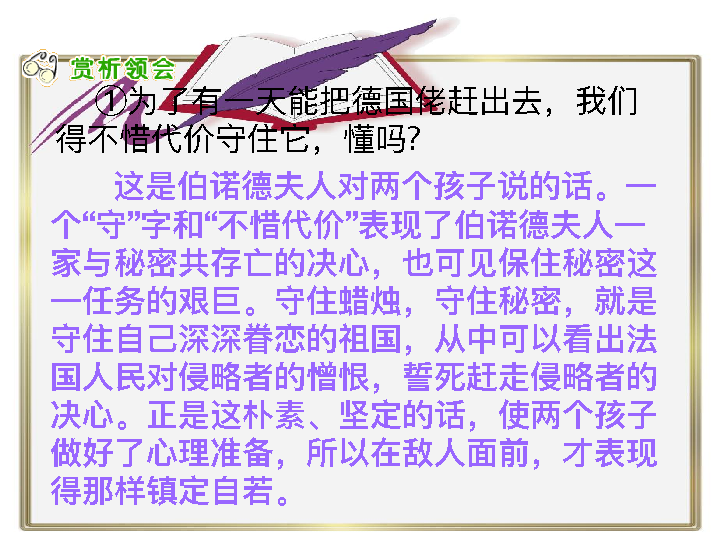 赏析领会
①为了有一天能把德国佬赶出去，我们
得不惜代价守住它，懂吗?
这是伯诺德夫人对两个孩子说的话。一
个“守”字和“不惜代价”表现了伯诺德夫人一
家与秘密共存亡的决心，也可见保住秘密这
一任务的艰巨。守住蜡烛，守住秘密，就是
守住自己深深眷恋的祖国，从中可以看出法
国人民对侵略者的憎恨，誓死赶走侵略者的
决心。正是这朴素、坚定的话，使两个孩子
做好了心理准备，所以在敌人面前，才表现
得那样镇定自若。